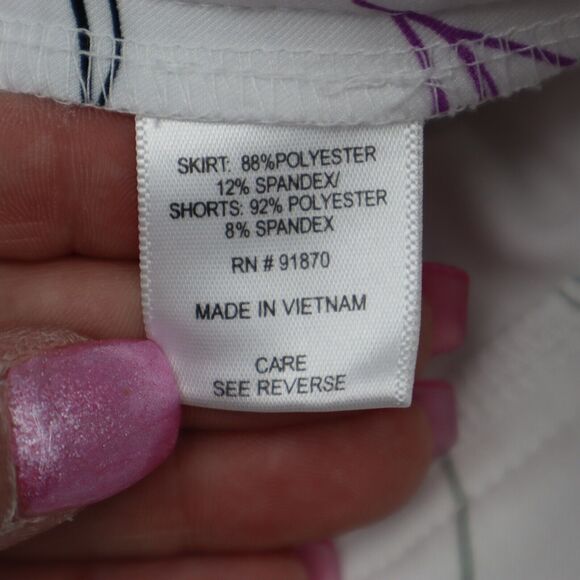 SKIRT: 88%POLYESTER
12% SPANDEX/
SHORTS: 92% POLYESTER
8% SPANDEX
RN # 91870
MADE IN VIETNAM
CARE
SEE REVERSE